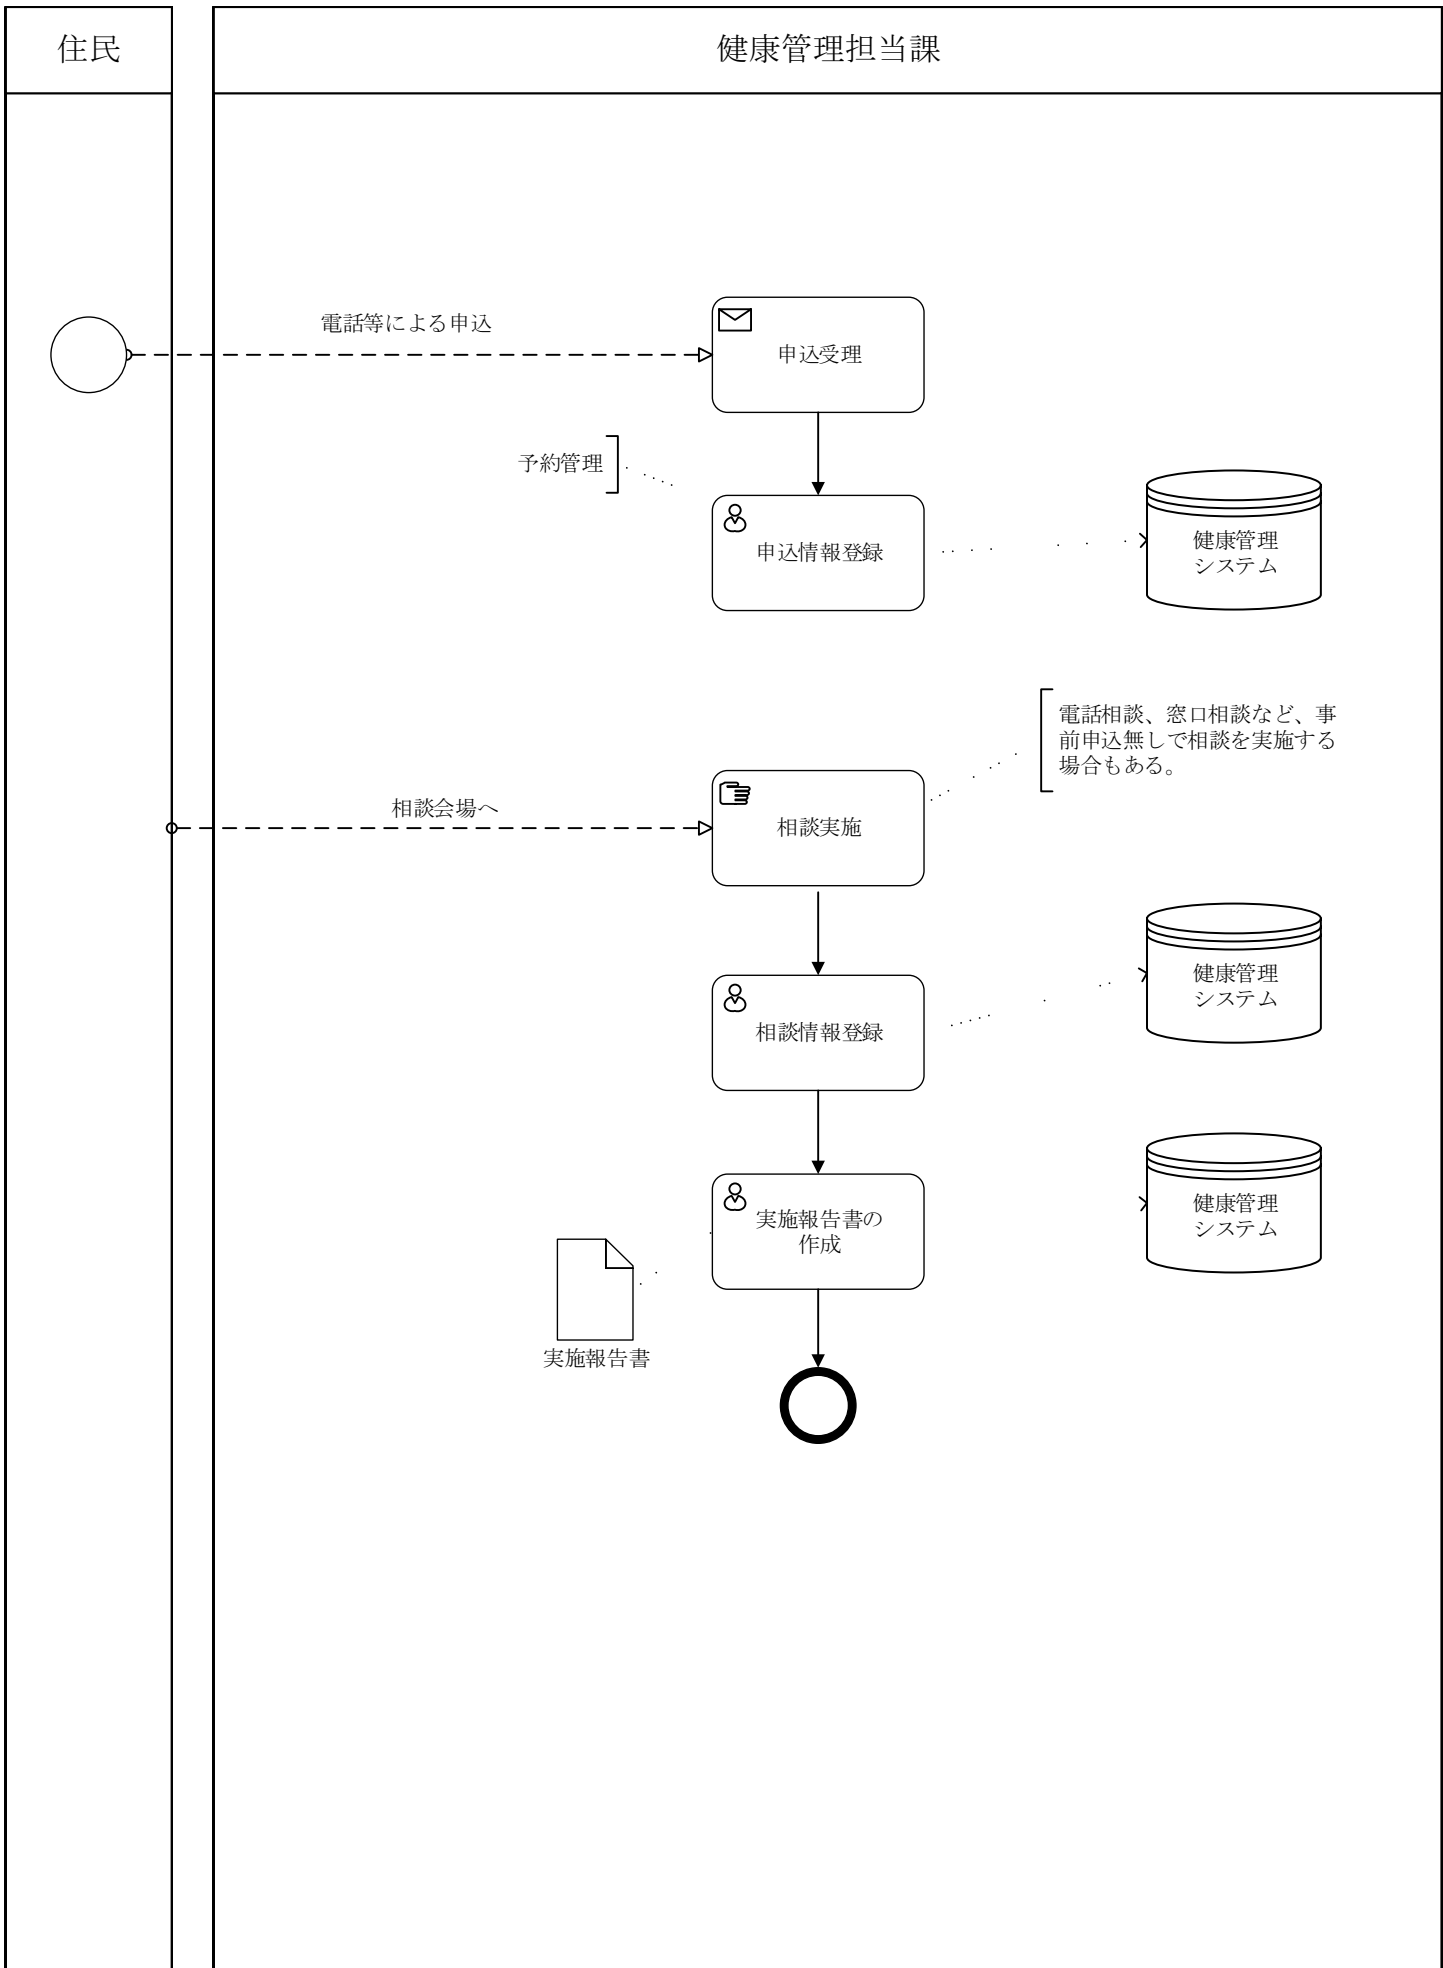 住民
健康管理担当課
電話等による申込
申込受理
予約管理
申込情報登録
健康管理
システム
電話相談、窓口相談など、事
前申込無しで相談を実施する
場合もある。
相談会場へ
相談実施
健康管理
システム
相談情報登録
健康管理
システム
実施報告書の
作成
実施報告書